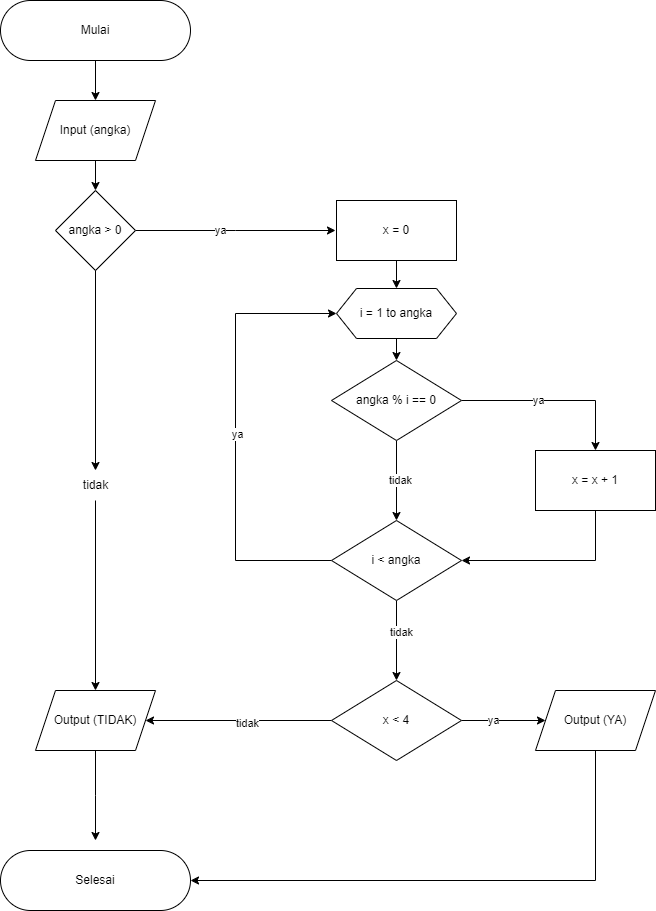 Mulai
Input (angka)
angka > 0
ya
x = 0
i = 1 to angka
angka % i == 0
ya
ya
x = x + 1
tidak
tidak
i < angka
tidak
Output (TIDAK)
tidak
x < 4
ya
Output (YA)
Selesai